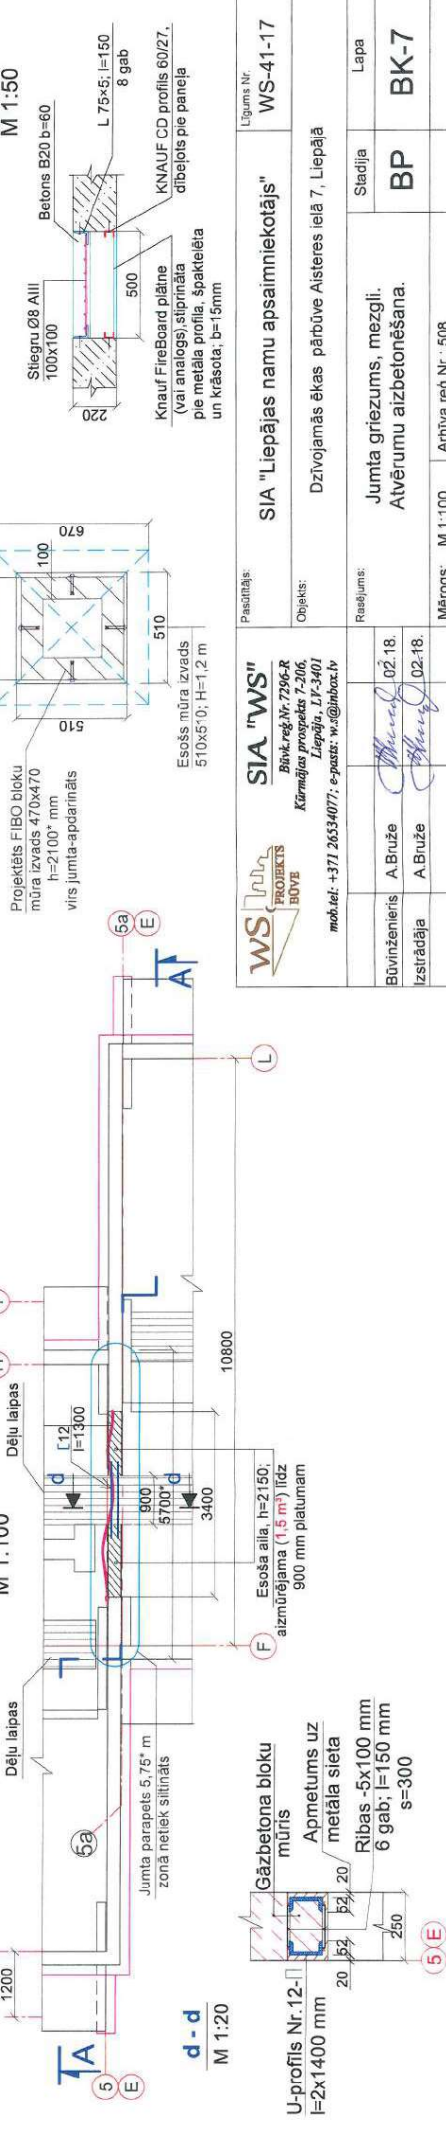 M 1:50
Stiegru Ø8 AIII
100x100
Betons B20 b=60
L 75×5; l=150
8 gab
220
500
KNAUF CD profils 60/27,
dībeļots pie paneļa
Knauf FireBoard plātne
(vai analogs),stiprināta
pie metāla profila, špaktelēta
un krāsota; b=15mm
Projektēts FIBO bloku
mūra izvads 470x470
h=2100* mm
virs jumta-apdarināts
100
670
510
510
Esošs mūra izvads
510x510; H=1,2 m
M 1:100
Dēļu laipas
Dēļu laipas
1200
A
5
E
5a
Jumta parapets 5,75* m
zonā netiek siltināts
d
d
[12
l=1300
900
5700*
3400
10800
Esoša aila, h=2150;
aizmūrējama (1,5 m³) līdz
900 mm platumam
F
L
5a
E
A
d - d
M 1:20
U-profils Nr.12-
l=2x1400 mm
Gāzbetona bloku
mūris
Apmetums uz
metāla sieta
Ribas -5x100 mm
6 gab; l=150 mm
s=300
20
52
52
20
250
5
E
WS
PROJEKTS
BŪVE
SIA "WS"
Būvk.reģ.Nr.7296-R
Kūrmājas prospekts 7-206,
Liepāja, LV-3401
mob.tel: +371 26534077; e-pasts: w.s@inbox.lv
Pasūtītājs:
SIA "Liepājas namu apsaimniekotājs"
Līgums Nr.
WS-41-17
Objekts:
Dzīvojamās ēkas pārbūve Aisteres ielā 7, Liepājā
Būvinženieris A.Bruže 02.18.
Izstrādāja A.Bruže 02.18.
Rasējums:
Jumta griezums, mezgli.
Atvērumu aizbetonēšana.
Stadija
BP
Lapa
BK-7
Mērogs: M 1:100
Arhīva reģ.Nr.: 508